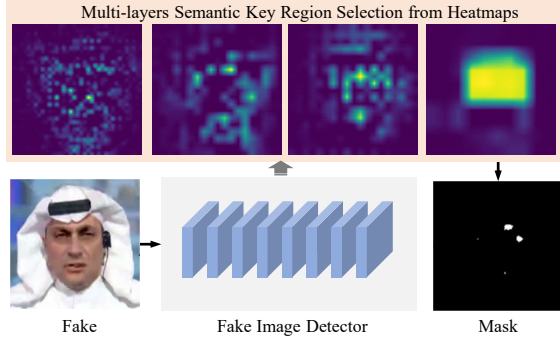 Multi-layers Semantic Key Region Selection from Heatmaps
Fake
Fake Image Detector
Mask